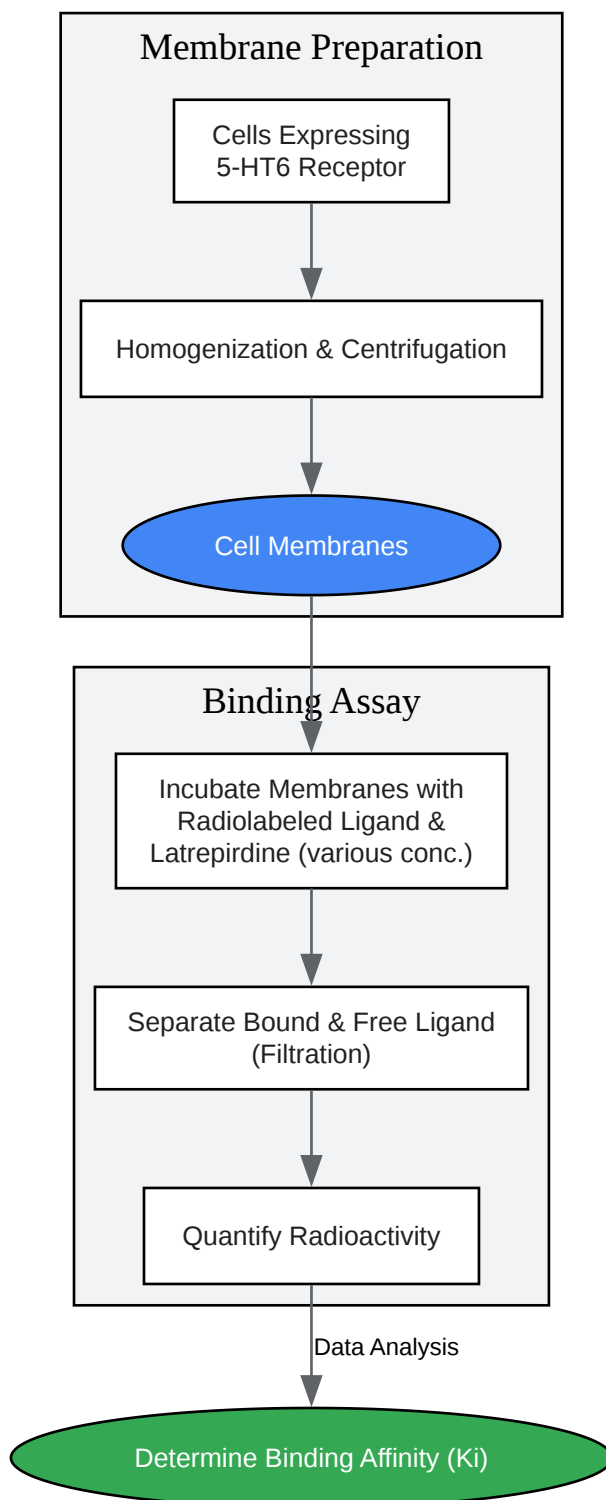 Membrane Preparation
Cells Expressing
5-HT6 Receptor
Homogenization & Centrifugation
Cell Membranes
Binding Assay
Incubate Membranes with
Radiolabeled Ligand &
Latrepirdine (various conc.)
Separate Bound & Free Ligand
(Filtration)
Quantify Radioactivity
Data Analysis
Determine Binding Affinity (Ki)